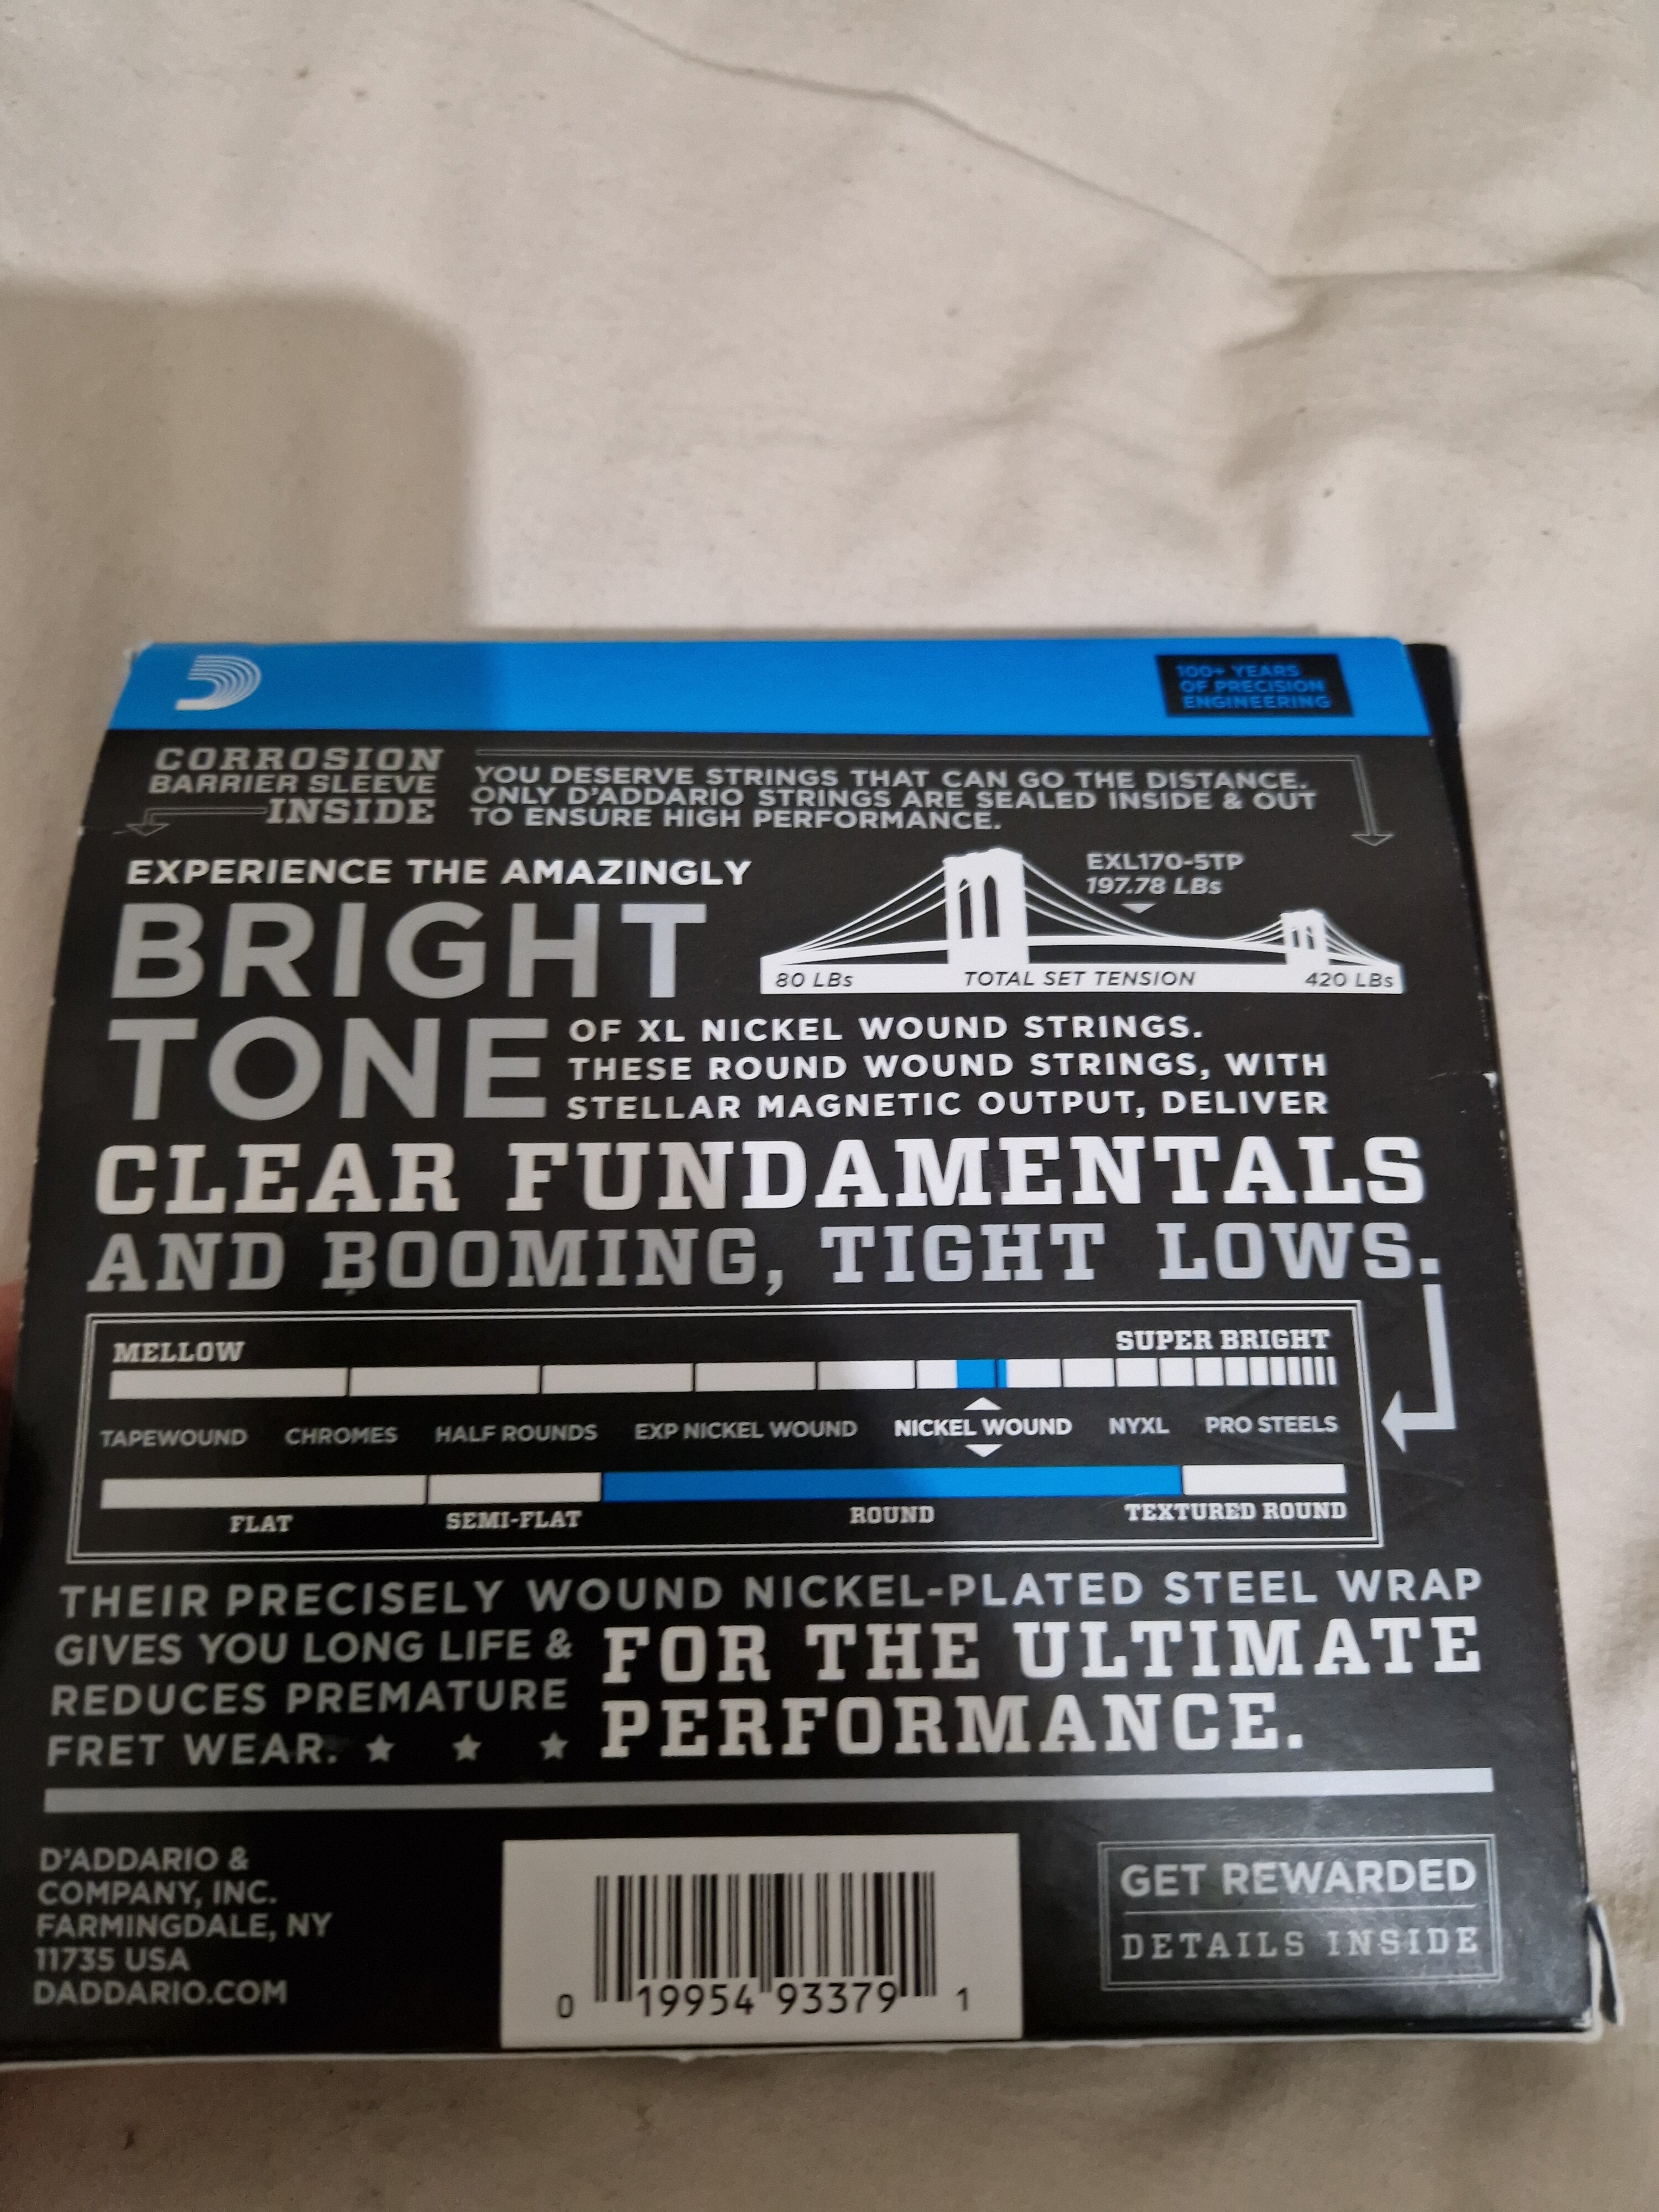 100+ YEARS
OF PRECISION
ENGINEERING
CORROSION
BARRIER SLEEVE
INSIDE
YOU DESERVE STRINGS THAT CAN GO THE DISTANCE.
ONLY D'ADDARIO STRINGS ARE SEALED INSIDE & OUT
TO ENSURE HIGH PERFORMANCE.
EXPERIENCE THE AMAZINGLY
BRIGHT
TONE
EXL170-5TP
197.78 LBs
80 LBs TOTAL SET TENSION 420 LBs
OF XL NICKEL WOUND STRINGS.
THESE ROUND WOUND STRINGS, WITH
STELLAR MAGNETIC OUTPUT, DELIVER
CLEAR FUNDAMENTALS
AND BOOMING, TIGHT LOWS.
MELLOW SUPER BRIGHT
TAPEWOUND CHROMES HALF ROUNDS EXP NICKEL WOUND NICKEL WOUND NYXL PRO STEELS
FLAT SEMI-FLAT ROUND TEXTURED ROUND
THEIR PRECISELY WOUND NICKEL-PLATED STEEL WRAP
GIVES YOU LONG LIFE &
REDUCES PREMATURE
FRET WEAR. ★ ★ ★
FOR THE ULTIMATE
PERFORMANCE.
D'ADDARIO &
COMPANY, INC.
FARMINGDALE, NY
11735 USA
DADDARIO.COM
0 19954 93379 1
GET REWARDED
DETAILS INSIDE